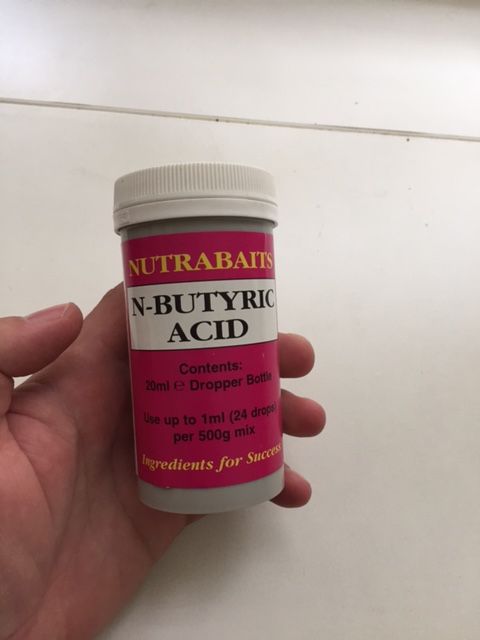 NUTRABAITS
N-BUTYRIC
ACID
Contents:
20ml ℮ Dropper Bottle
Use up to 1ml (24 drops)
per 500g mix
Ingredients for Success